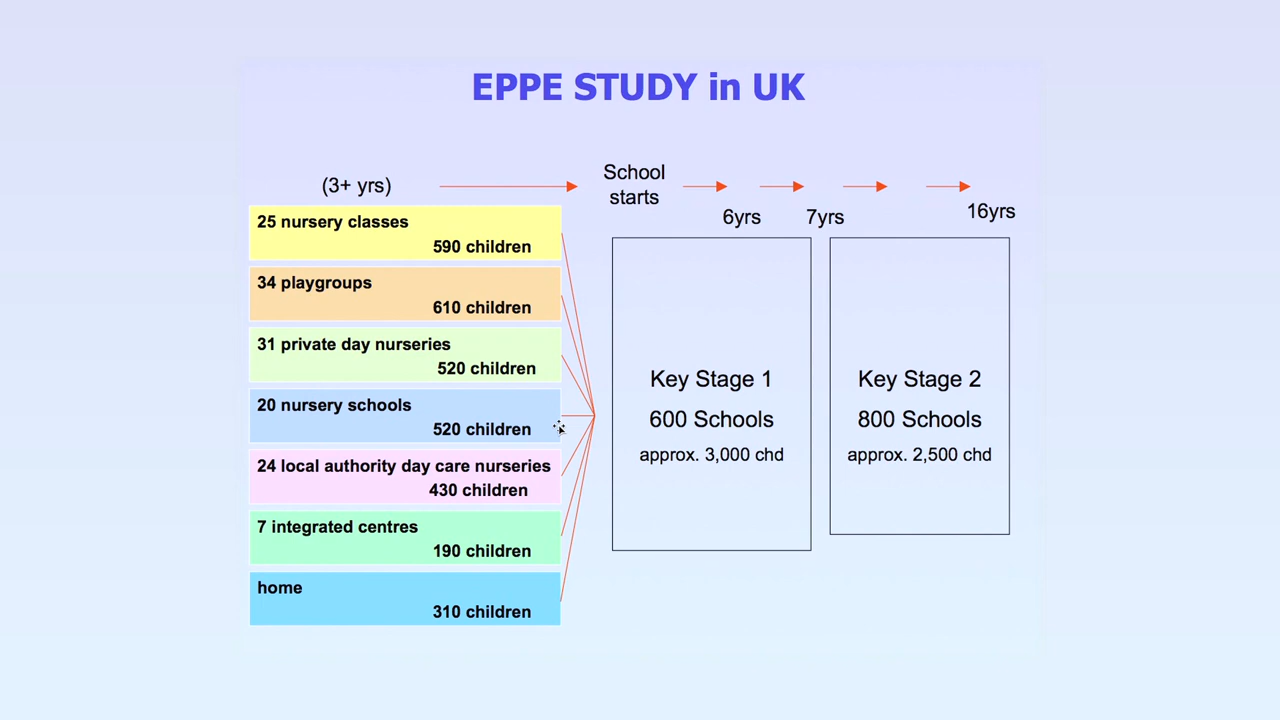 EPPE STUDY in UK
(3+ yrs)
School
starts
6yrs
7yrs
16yrs
25 nursery classes
590 children
34 playgroups
610 children
31 private day nurseries
520 children
20 nursery schools
520 children
24 local authority day care nurseries
430 children
7 integrated centres
190 children
home
310 children
Key Stage 1
600 Schools
approx. 3,000 chd
Key Stage 2
800 Schools
approx. 2,500 chd